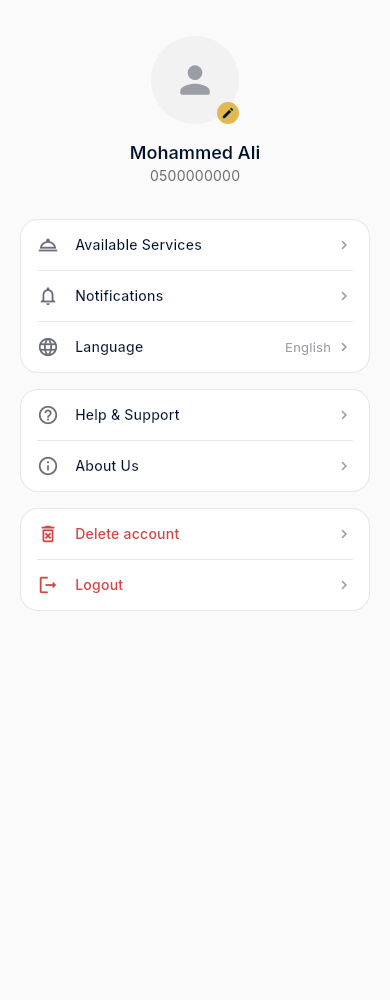 Mohammed Ali
0500000000
Available Services
Notifications
Language English
Help & Support
About Us
Delete account
Logout